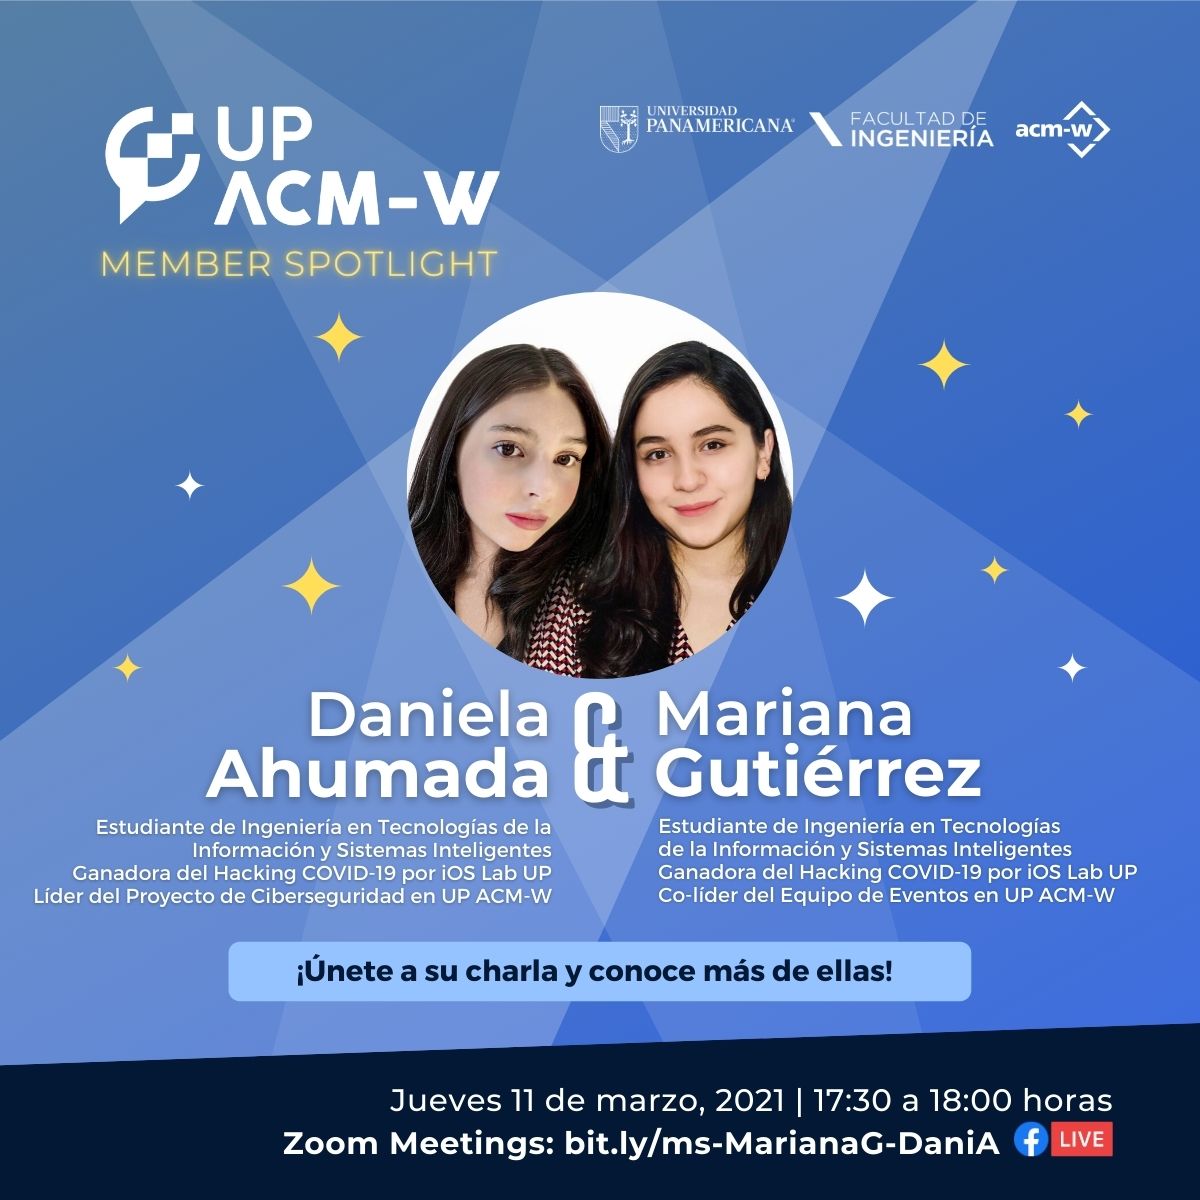 UP
ACM-W
MEMBER SPOTLIGHT
UNIVERSIDAD
PANAMERICANA®
FACULTAD DE
INGENIERÍA
acm-w
Daniela
Ahumada
&
Mariana
Gutiérrez
Estudiante de Ingeniería en Tecnologías de la
Información y Sistemas Inteligentes
Ganadora del Hacking COVID-19 por iOS Lab UP
Líder del Proyecto de Ciberseguridad en UP ACM-W
Estudiante de Ingeniería en Tecnologías
de la Información y Sistemas Inteligentes
Ganadora del Hacking COVID-19 por iOS Lab UP
Co-líder del Equipo de Eventos en UP ACM-W
¡Únete a su charla y conoce más de ellas!
Jueves 11 de marzo, 2021 | 17:30 a 18:00 horas
Zoom Meetings: bit.ly/ms-MarianaG-DaniA f LIVE